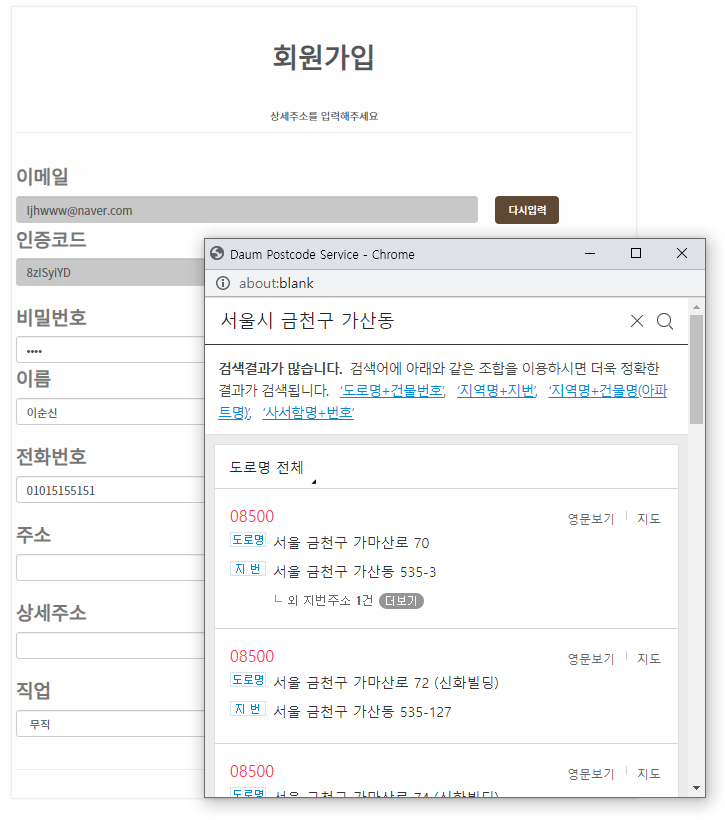 회원가입
상세주소를 입력해주세요
이메일
ljhwww@naver.com
다시입력
인증코드
8zISyiYD
비밀번호
••••
이름
이순신
전화번호
01015155151
주소
상세주소
직업
무직
Daum Postcode Service - Chrome
about:blank
서울시 금천구 가산동
검색결과가 많습니다. 검색어에 아래와 같은 조합을 이용하시면 더욱 정확한
결과가 검색됩니다. '도로명+건물번호', '지역명+지번', '지역명+건물명(아파
트명)', '사서함명+번호'
도로명 전체
08500 영문보기 지도
도로명 서울 금천구 가마산로 70
지 번 서울 금천구 가산동 535-3
└ 외 지번주소 1건 더보기
08500 영문보기 지도
도로명 서울 금천구 가마산로 72 (신화빌딩)
지 번 서울 금천구 가산동 535-127
08500 영문보기 지도
도로명 서울 금천구 가마산로 74 (신화빌딩)